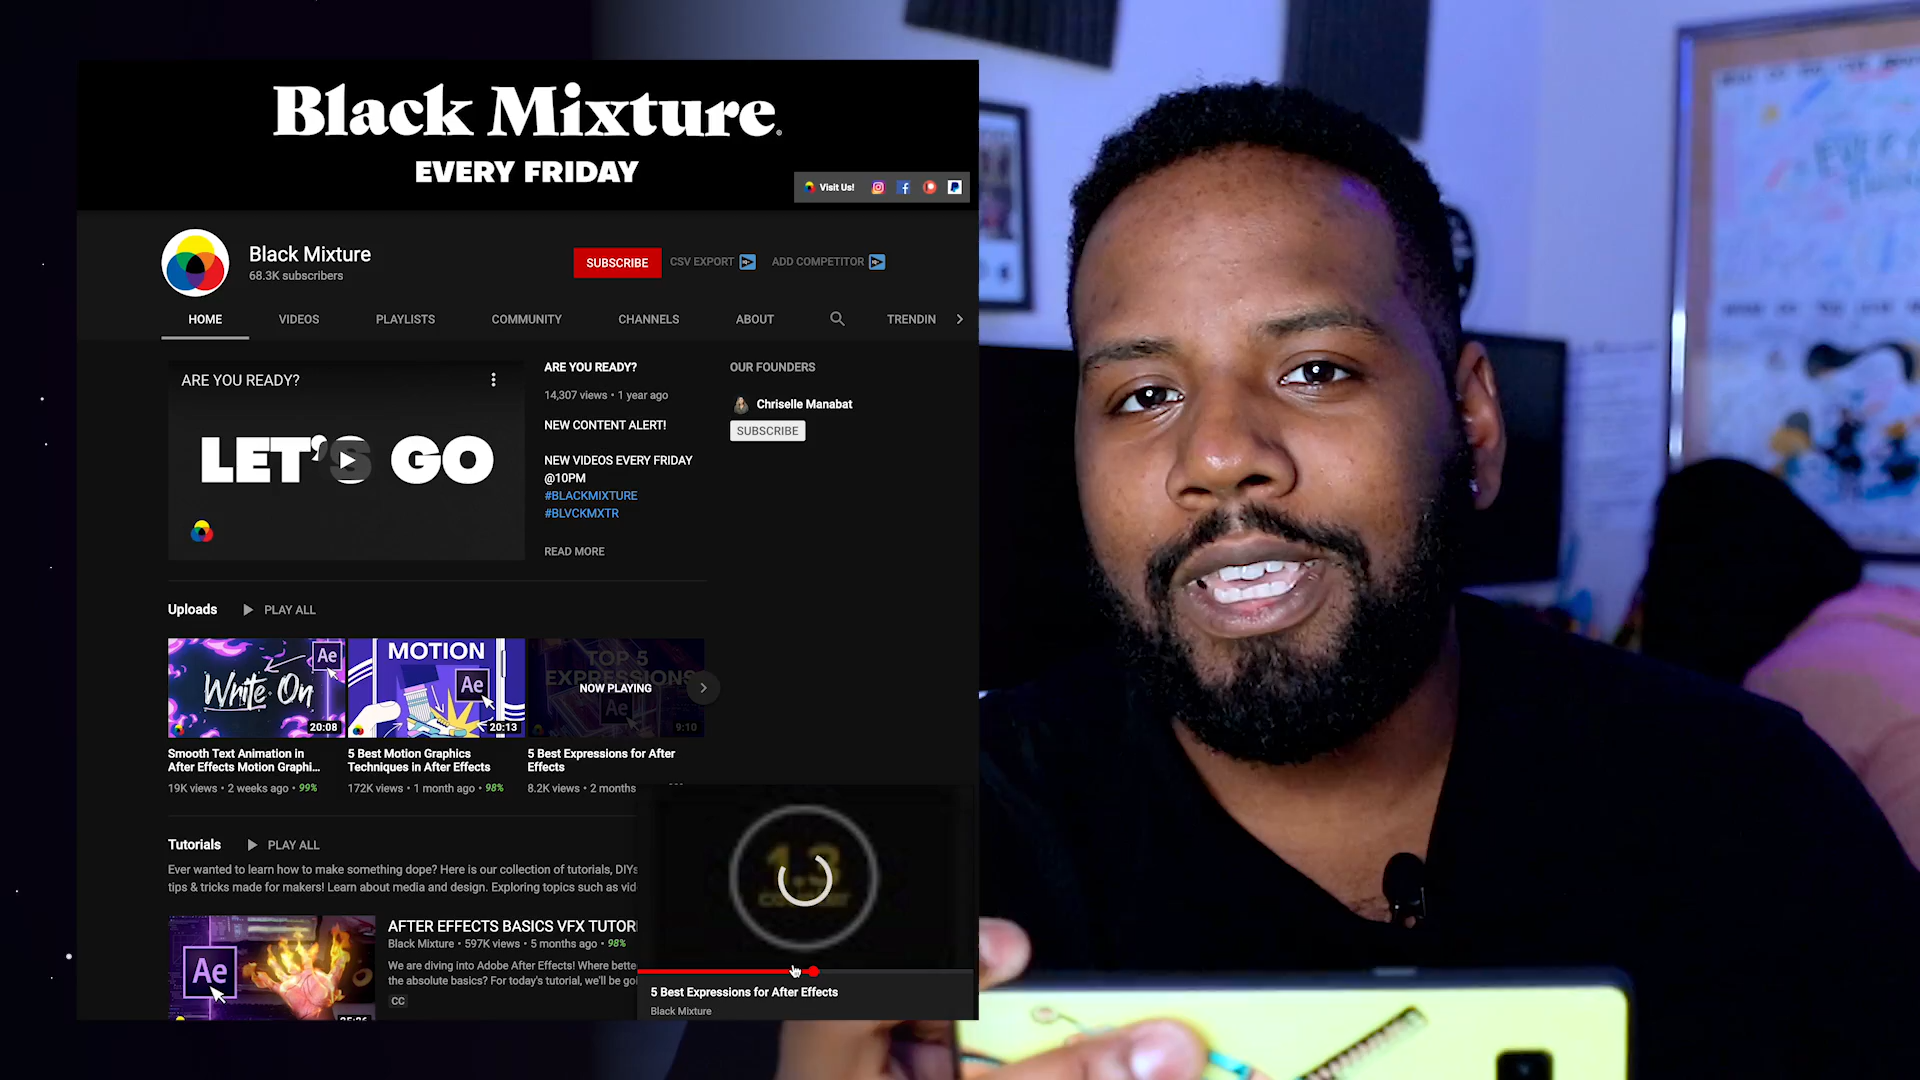 Black Mixture.
EVERY FRIDAY
Visit Us!
Black Mixture
68.3K subscribers
SUBSCRIBE
CSV EXPORT
ADD COMPETITOR
HOME VIDEOS PLAYLISTS COMMUNITY CHANNELS ABOUT TRENDIN
ARE YOU READY?
LET'S GO
ARE YOU READY?
14,307 views • 1 year ago
NEW CONTENT ALERT!
NEW VIDEOS EVERY FRIDAY
@10PM
#BLACKMIXTURE
#BLVCKMXTR
READ MORE
OUR FOUNDERS
Chriselle Manabat
SUBSCRIBE
Uploads PLAY ALL
Write On
Ae
20:08
Smooth Text Animation in
After Effects Motion Graphi...
19K views • 2 weeks ago • 99%
MOTION
Ae
20:13
5 Best Motion Graphics
Techniques in After Effects
172K views • 1 month ago • 98%
TOP 5
EXPRESSIONS
NOW PLAYING
Ae
9:10
5 Best Expressions for After
Effects
8.2K views • 2 months
Tutorials PLAY ALL
Ever wanted to learn how to make something dope? Here is our collection of tutorials, DIYs
tips & tricks made for makers! Learn about media and design. Exploring topics such as vid
Ae
AFTER EFFECTS BASICS VFX TUTOR
Black Mixture • 597K views • 5 months ago • 98%
We are diving into Adobe After Effects! Where bette
the absolute basics? For today's tutorial, we'll be go
CC
1.3
5 Best Expressions for After Effects
Black Mixture